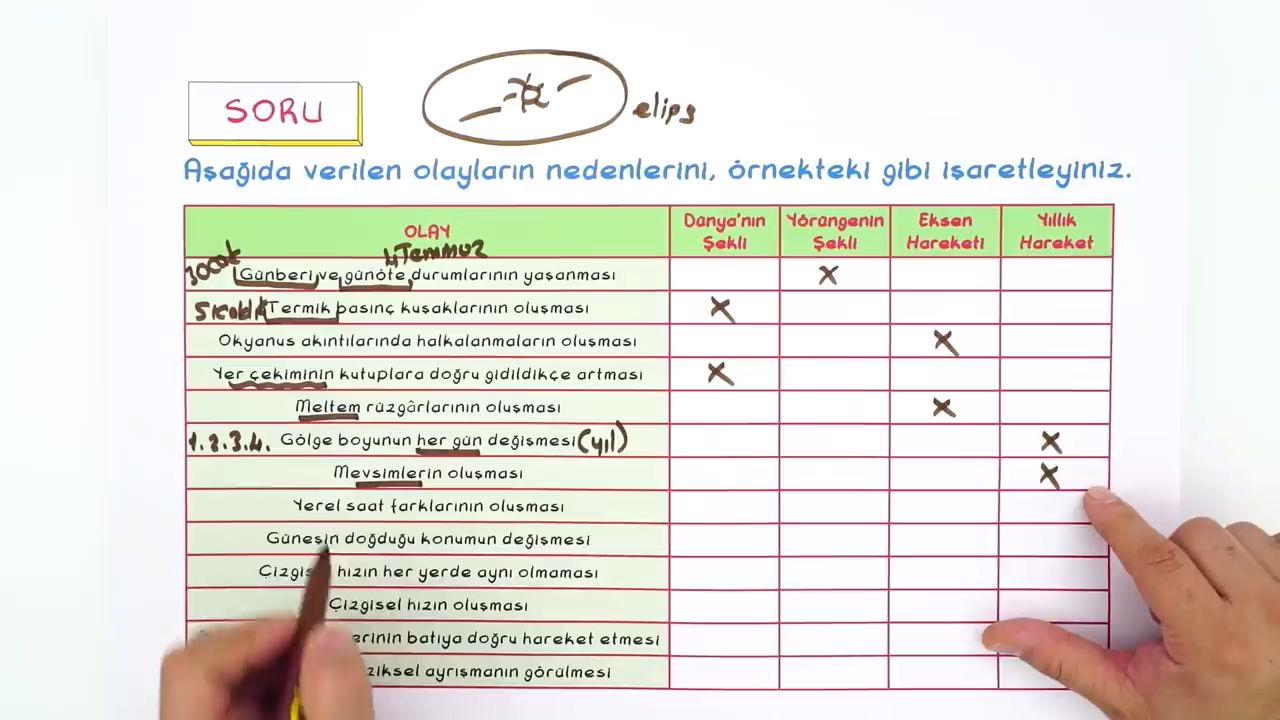 elips
SORU
Aşağıda verilen olayların nedenlerini, örnekteki gibi işaretleyiniz.
OLAY Dünya'nın Şekli Yörüngenin Şekli Eksen Hareketi Yıllık Hareket
3 Ocak 4 Temmuz
Günberi ve günöte durumlarının yaşanması X
Sıcaklık Termik basınç kuşaklarının oluşması X
Okyanus akıntılarında halkalanmaların oluşması X
Yer çekiminin kutuplara doğru gidildikçe artması X
Meltem rüzgârlarının oluşması X
1.2.3.4. Gölge boyunun her gün değişmesi (yıl) X
Mevsimlerin oluşması X
Yerel saat farklarının oluşması
Güneşin doğduğu konumun değişmesi
hızın her yerde aynı olmaması
Çizgisel hızın oluşması
batıya doğru hareket etmesi
ayrışmanın görülmesi